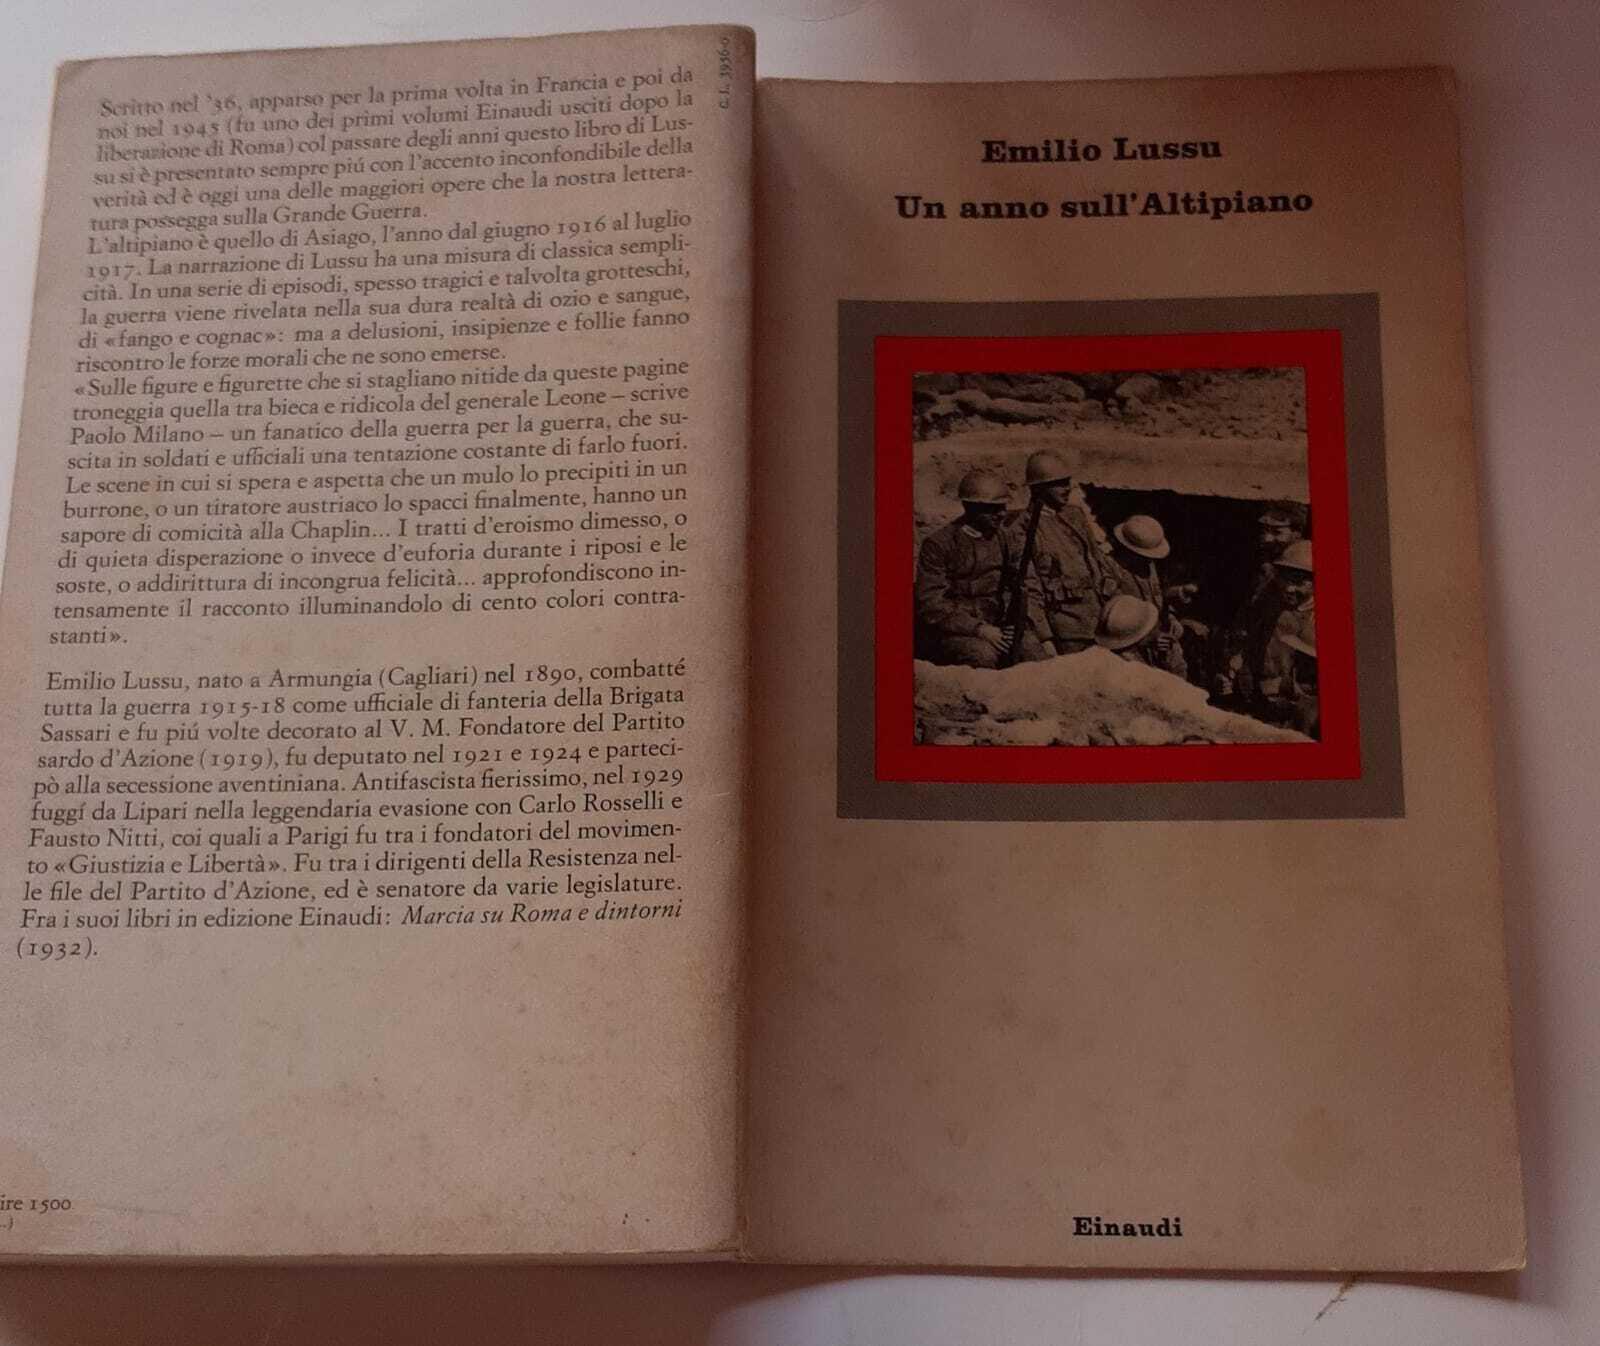 Scritto nel '36, apparso per la prima volta in Francia e poi da
noi nel 1945 (fu uno dei primi volumi Einaudi usciti dopo la
liberazione di Roma) col passare degli anni questo libro di Lus-
su si è presentato sempre piú con l'accento inconfondibile della
verità ed è oggi una delle maggiori opere che la nostra lettera-
tura possegga sulla Grande Guerra.
L'altipiano è quello di Asiago, l'anno dal giugno 1916 al luglio
1917. La narrazione di Lussu ha una misura di classica sempli-
cità. In una serie di episodi, spesso tragici e talvolta grotteschi,
la guerra viene rivelata nella sua dura realtà di ozio e sangue,
di «fango e cognac»: ma a delusioni, insipienze e follie fanno
riscontro le forze morali che ne sono emerse.
«Sulle figure e figurette che si stagliano nitide da queste pagine
troneggia quella tra bieca e ridicola del generale Leone – scrive
Paolo Milano – un fanatico della guerra per la guerra, che su-
scita in soldati e ufficiali una tentazione costante di farlo fuori.
Le scene in cui si spera e aspetta che un mulo lo precipiti in un
burrone, o un tiratore austriaco lo spacci finalmente, hanno un
sapore di comicità alla Chaplin... I tratti d'eroismo dimesso, o
di quieta disperazione o invece d'euforia durante i riposi e le
soste, o addirittura di incongrua felicità... approfondiscono in-
tensamente il racconto illuminandolo di cento colori contra-
stanti».
Emilio Lussu, nato a Armungia (Cagliari) nel 1890, combatté
tutta la guerra 1915-18 come ufficiale di fanteria della Brigata
Sassari e fu piú volte decorato al V. M. Fondatore del Partito
sardo d'Azione (1919), fu deputato nel 1921 e 1924 e parteci-
pò alla secessione aventiniana. Antifascista fierissimo, nel 1929
fuggí da Lipari nella leggendaria evasione con Carlo Rosselli e
Fausto Nitti, coi quali a Parigi fu tra i fondatori del movimen-
to «Giustizia e Libertà». Fu tra i dirigenti della Resistenza nel-
le file del Partito d'Azione, ed è senatore da varie legislature.
Fra i suoi libri in edizione Einaudi: Marcia su Roma e dintorni
(1932).
ire 1500
C. L. 3936-0
Emilio Lussu
Un anno sull'Altipiano
Einaudi